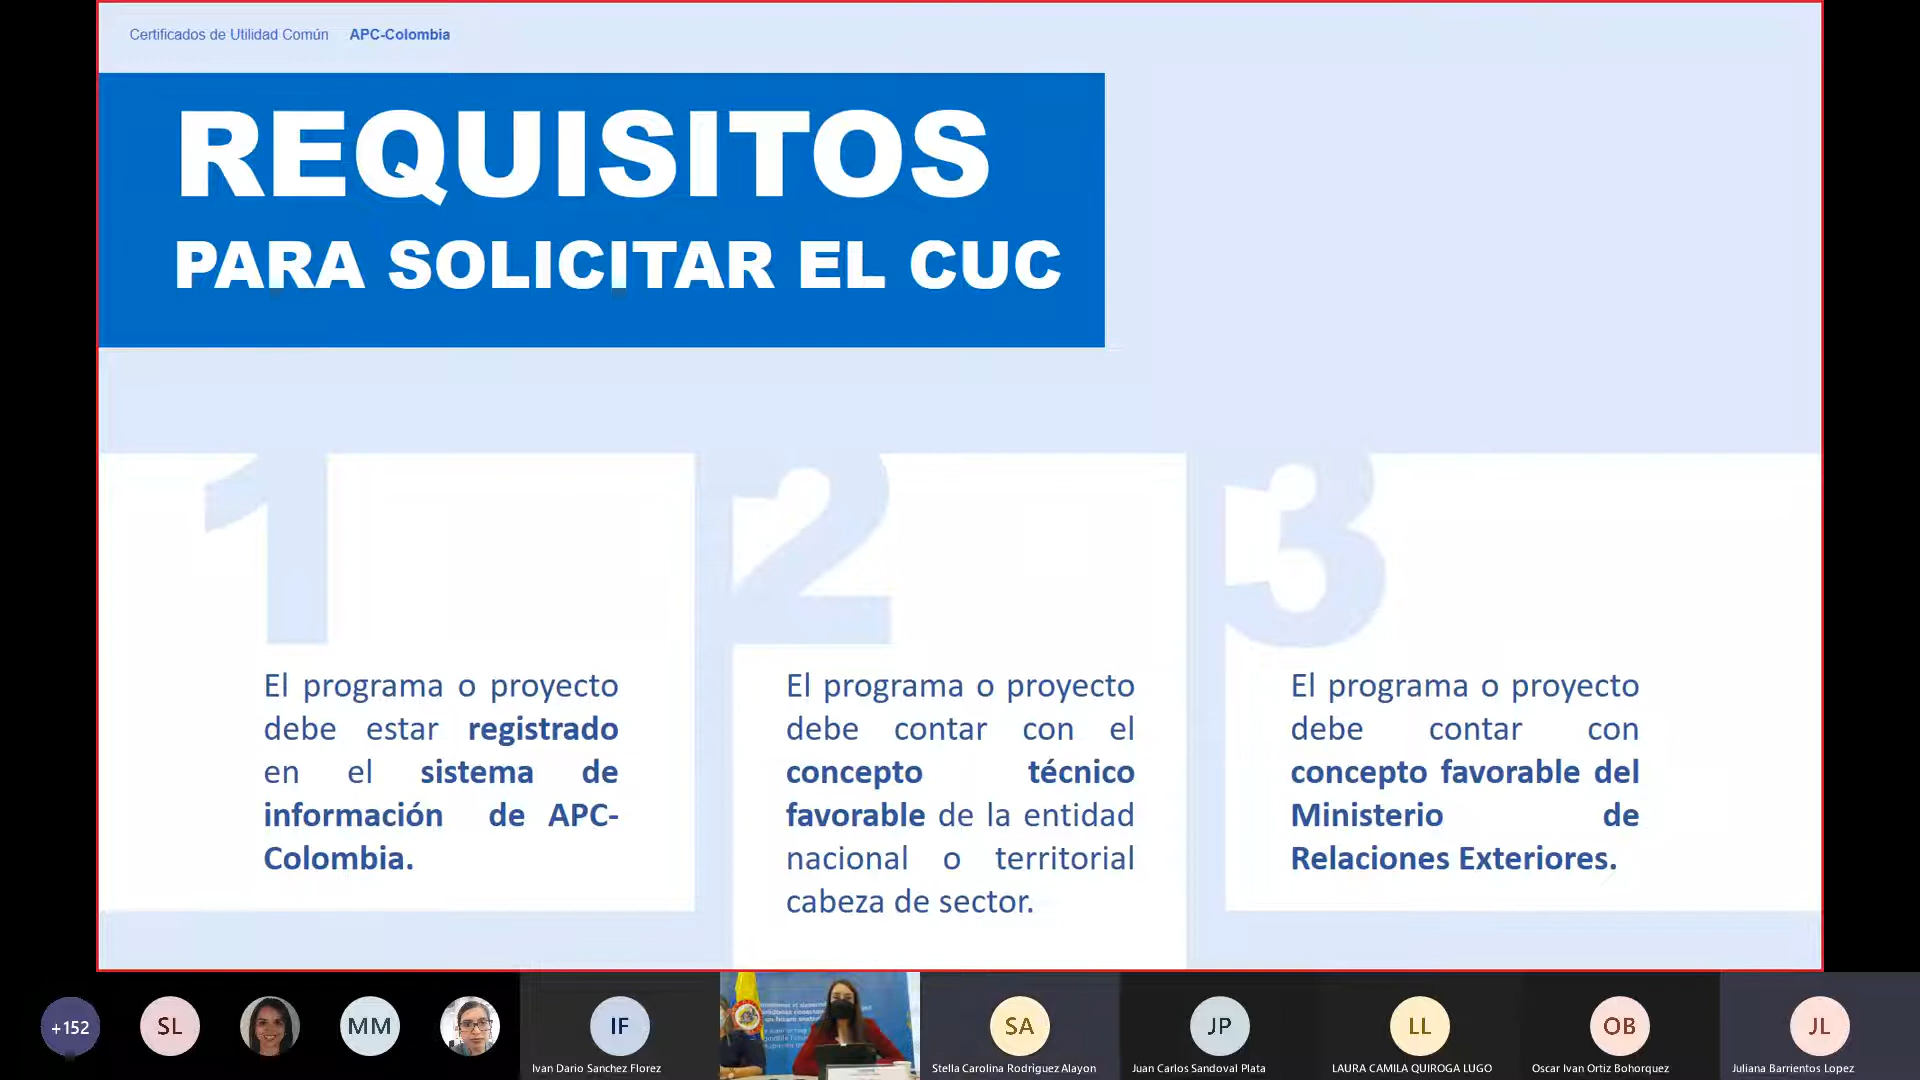 Certificados de Utilidad Común APC-Colombia
REQUISITOS
PARA SOLICITAR EL CUC
1
El programa o proyecto
debe estar registrado
en el sistema de
información de APC-
Colombia.
2
El programa o proyecto
debe contar con el
concepto técnico
favorable de la entidad
nacional o territorial
cabeza de sector.
3
El programa o proyecto
debe contar con
concepto favorable del
Ministerio de
Relaciones Exteriores.
+152
SL
MM
IF
Ivan Dario Sanchez Florez
SA
Stella Carolina Rodriguez Alayon
JP
Juan Carlos Sandoval Plata
LL
LAURA CAMILA QUIROGA LUGO
OB
Oscar Ivan Ortiz Bohorquez
JL
Juliana Barrientos Lopez